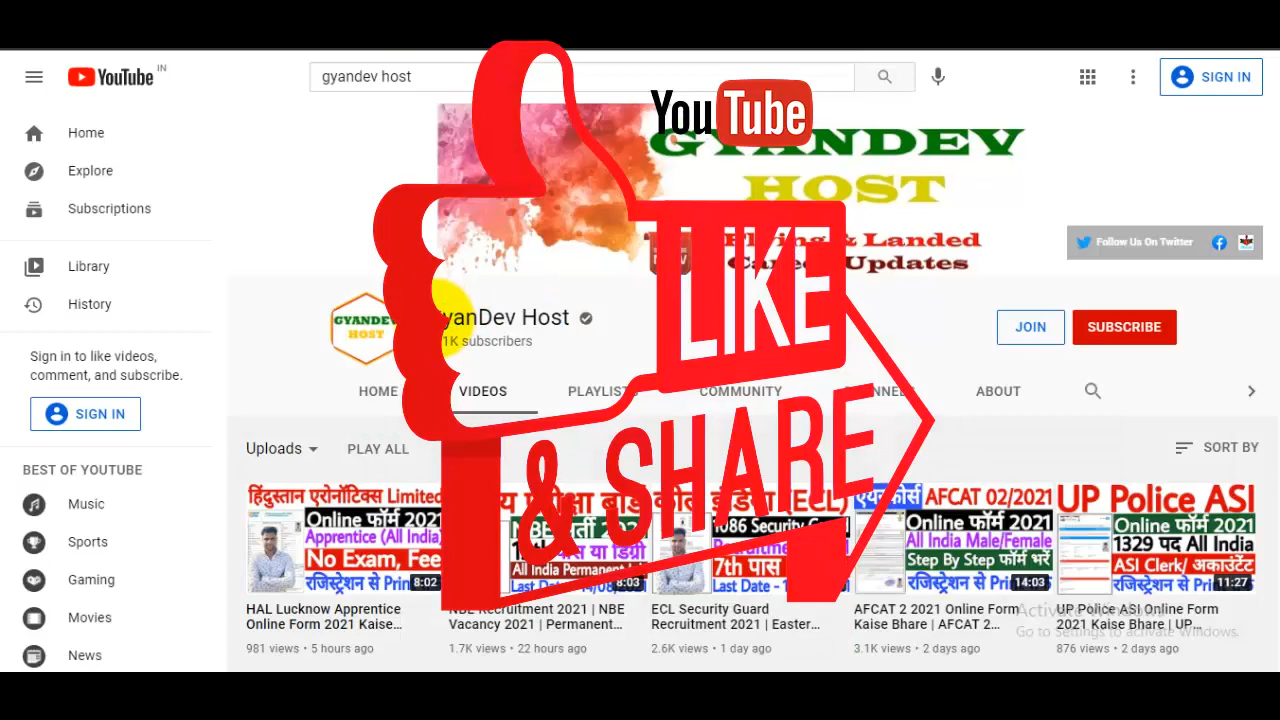 YouTube IN
gyandev host
SIGN IN
Home
Explore
Subscriptions
Library
History
Sign in to like videos,
comment, and subscribe.
SIGN IN
BEST OF YOUTUBE
Music
Sports
Gaming
Movies
News
YouTube
GYANDEV
HOST
& Landed
Updates
Follow Us On Twitter
LIKE
& SHARE
GYANDEV
HOST
yanDev Host
1K subscribers
JOIN
SUBSCRIBE
HOME
VIDEOS
PLAYLISTS
COMMUNITY
ABOUT
Uploads
PLAY ALL
SORT BY
हिंदुस्तान एरोनॉटिक्स Limited
Online फॉर्म 2021
Apprentice (All India)
No Exam, Fee
रजिस्ट्रेशन से Prin
8:02
HAL Lucknow Apprentice
Online Form 2021 Kaise...
981 views • 5 hours ago
All India Permanent
8:03
NBE Recruitment 2021 | NBE
Vacancy 2021 | Permanent...
1.7K views • 22 hours ago
(ECL)
1086 Security
7th पास
Last Date -
ECL Security Guard
Recruitment 2021 | Easter...
2.6K views • 1 day ago
एयरफोर्स AFCAT 02/2021
Online फॉर्म 2021
All India Male/Female
Step By Step फॉर्म भरें
रजिस्ट्रेशन से Prin
14:03
AFCAT 2 2021 Online Form
Kaise Bhare | AFCAT 2...
3.1K views • 2 days ago
UP Police ASI
Online फॉर्म 2021
1329 पद All India
ASI Clerk/ अकाउंटेंट
रजिस्ट्रेशन से Prin
11:27
UP Police ASI Online Form
2021 Kaise Bhare | UP...
876 views • 2 days ago
Activate Windows
Go to Settings to activate Windows.